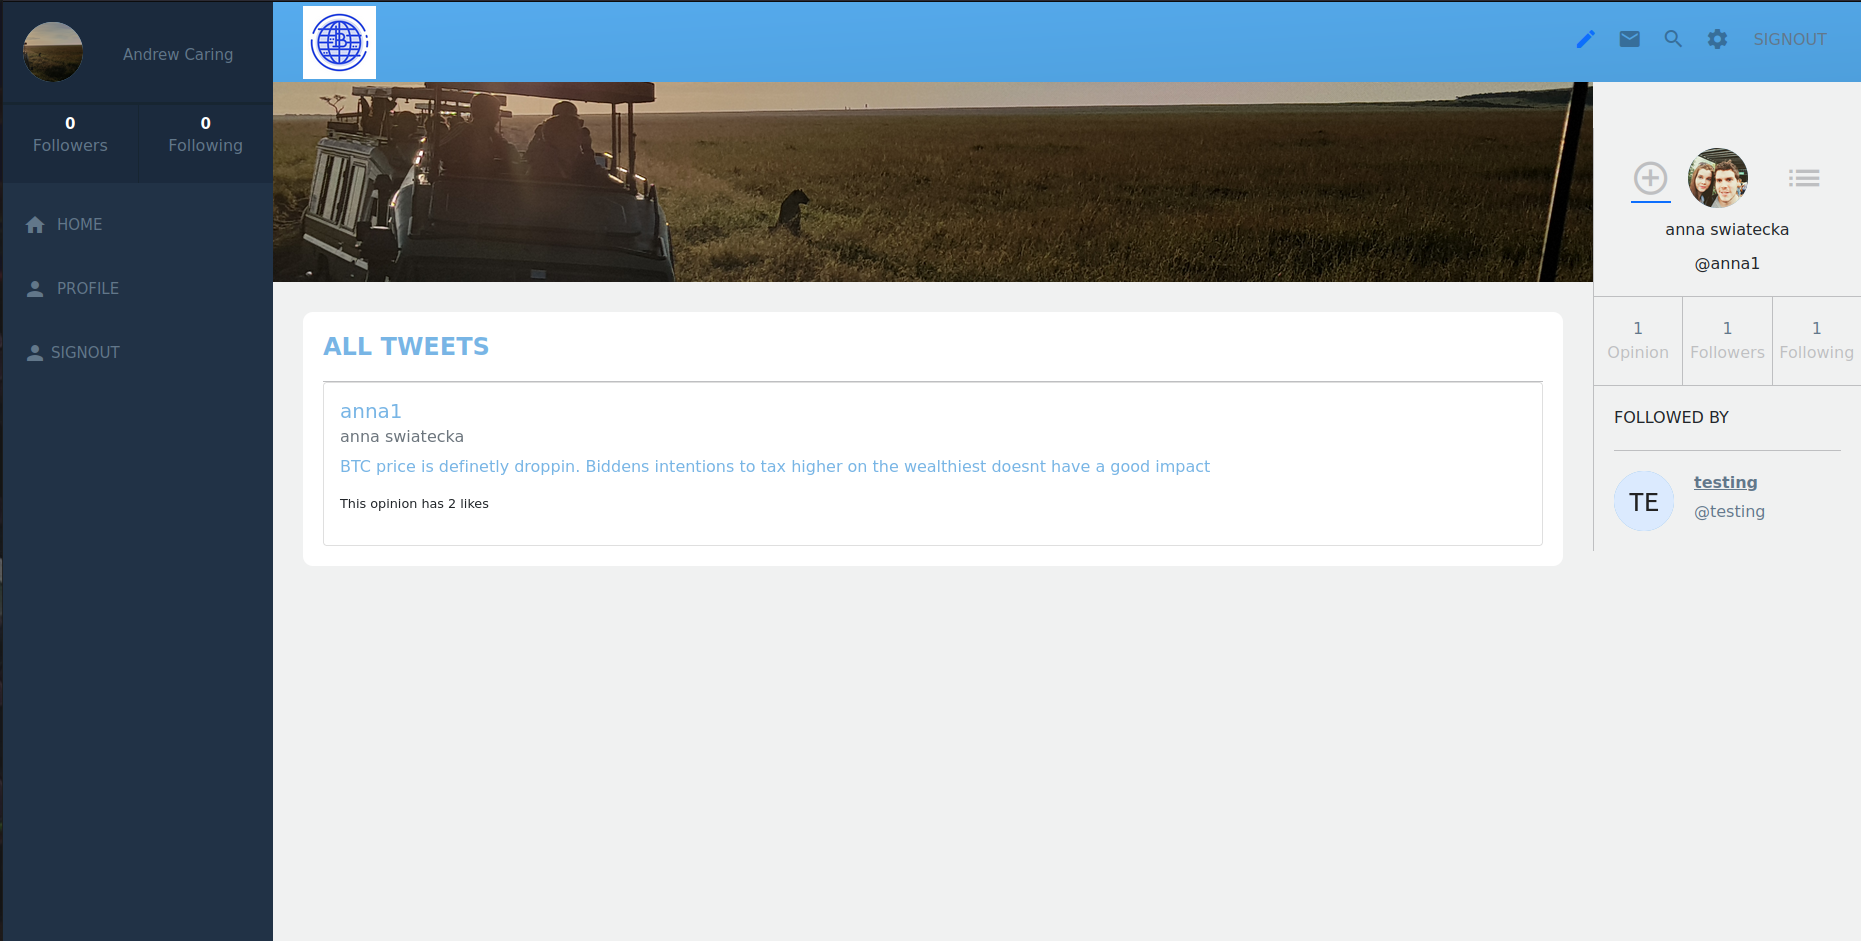 Andrew Caring
0
Followers
0
Following
HOME
PROFILE
SIGNOUT
B
SIGNOUT
ALL TWEETS
anna1
anna swiatecka
BTC price is definetly droppin. Biddens intentions to tax higher on the wealthiest doesnt have a good impact
This opinion has 2 likes
anna swiatecka
@anna1
1
Opinion
1
Followers
1
Following
FOLLOWED BY
TE
testing
@testing